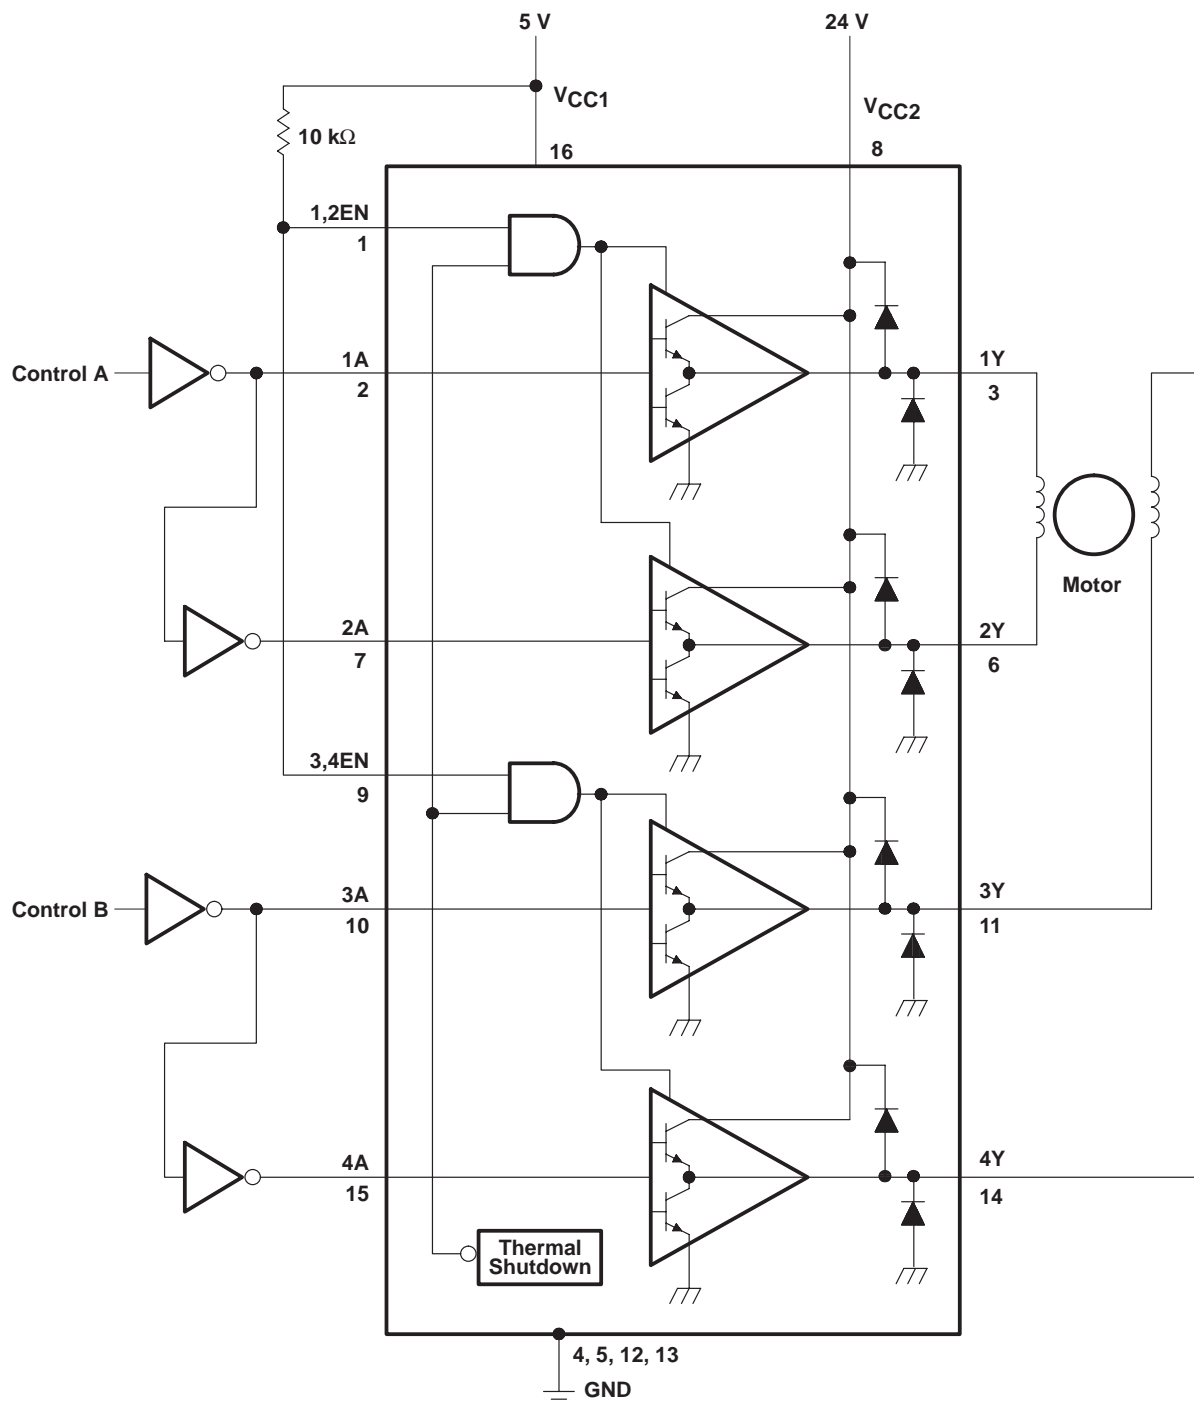 5 V
24 V
VCC1
VCC2
10 kΩ
16
8
1,2EN
1
Control A
1A
2
1Y
3
Motor
2A
7
2Y
6
3,4EN
9
Control B
3A
10
3Y
11
4A
15
4Y
14
Thermal
Shutdown
4, 5, 12, 13
GND